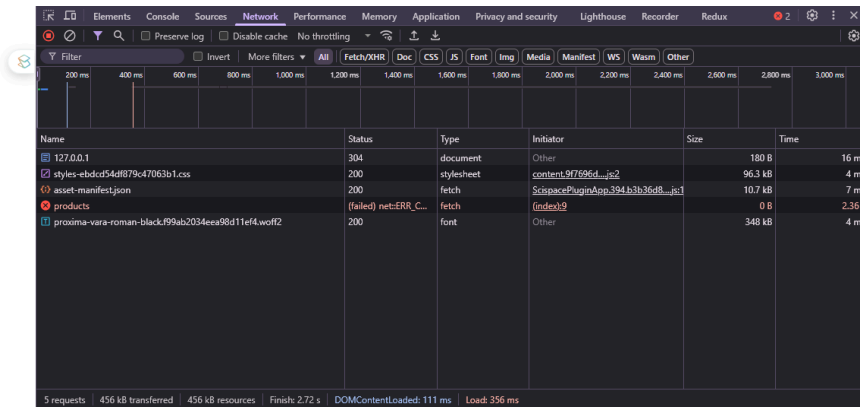 Elements Console Sources Network Performance Memory Application Privacy and security Lighthouse Recorder Redux 2
Preserve log Disable cache No throttling
Filter Invert More filters All Fetch/XHR Doc CSS JS Font Img Media Manifest WS Wasm Other
200 ms 400 ms 600 ms 800 ms 1,000 ms 1,200 ms 1,400 ms 1,600 ms 1,800 ms 2,000 ms 2,200 ms 2,400 ms 2,600 ms 2,800 ms 3,000 ms
Name Status Type Initiator Size Time
127.0.0.1 304 document Other 180 B 16 m
styles-ebdcd54df879c47063b1.css 200 stylesheet content.9f7696d....js:2 96.3 kB 4 m
asset-manifest.json 200 fetch ScispacePluginApp.394.b3b36d8....js:1 10.7 kB 7 m
products (failed) net::ERR_C... fetch (index):9 0 B 2.36
proxima-vara-roman-black.f99ab2034eea98d11ef4.woff2 200 font Other 348 kB 4 m
5 requests 456 kB transferred 456 kB resources Finish: 2.72 s DOMContentLoaded: 111 ms Load: 356 ms